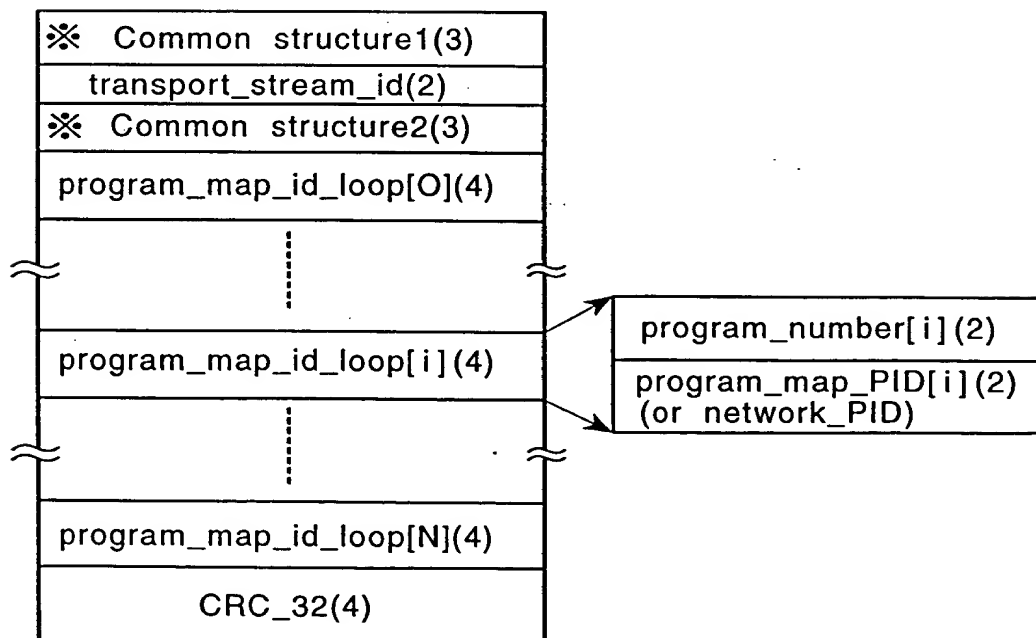 ※ Common structure1(3)
transport_stream_id(2)
※ Common structure2(3)
program_map_id_loop[O](4)
program_map_id_loop[i](4)
program_number[i](2)
program_map_PID[i](2)
(or network_PID)
program_map_id_loop[N](4)
CRC_32(4)